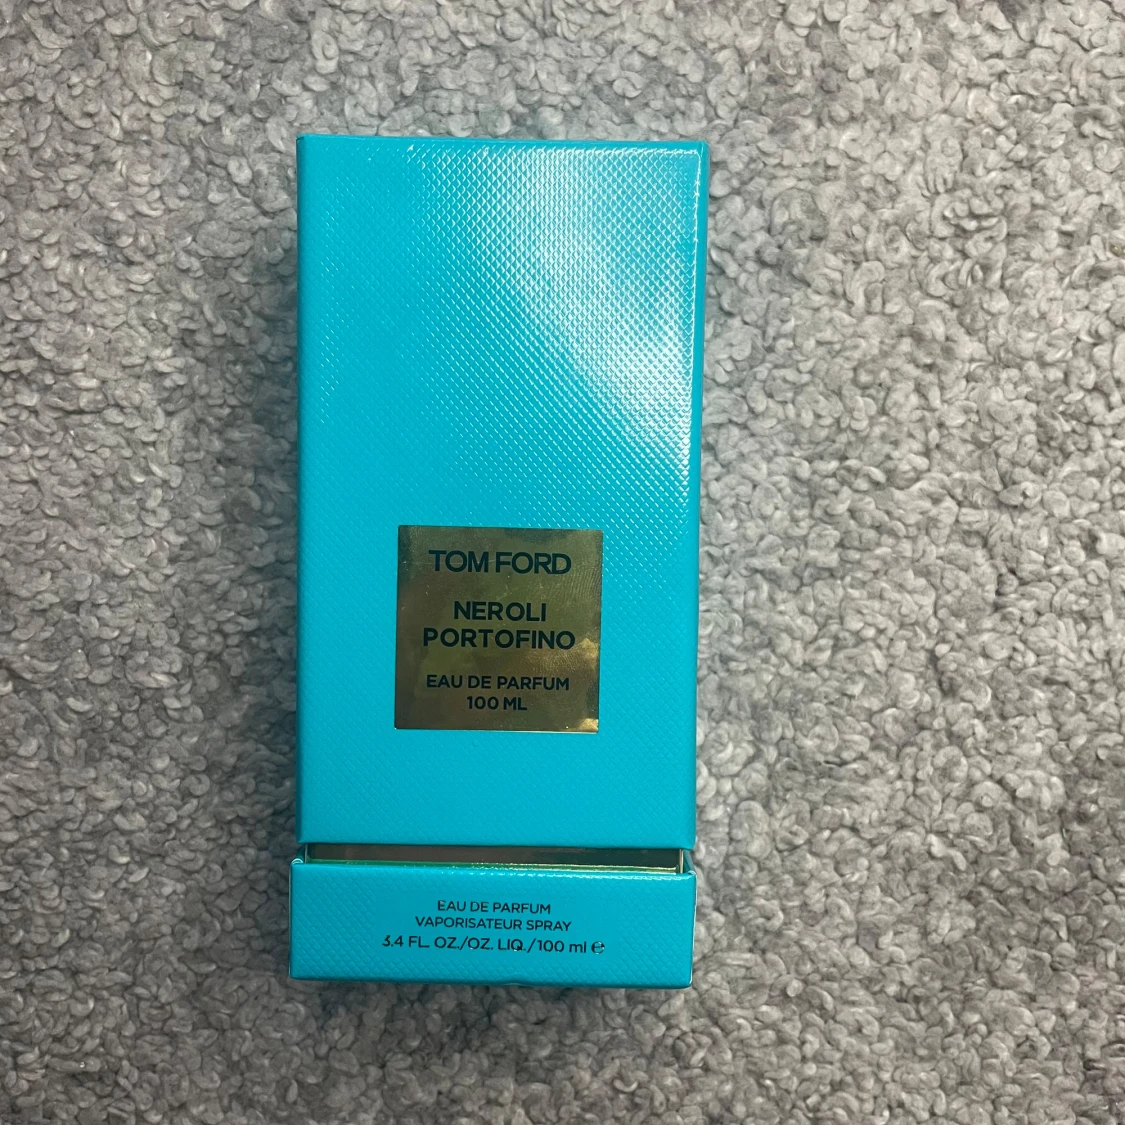 TOM FORD
NEROLI
PORTOFINO
EAU DE PARFUM
100 ML
EAU DE PARFUM
VAPORISATEUR SPRAY
3.4 FL. OZ./OZ. LIQ./100 ml ℮